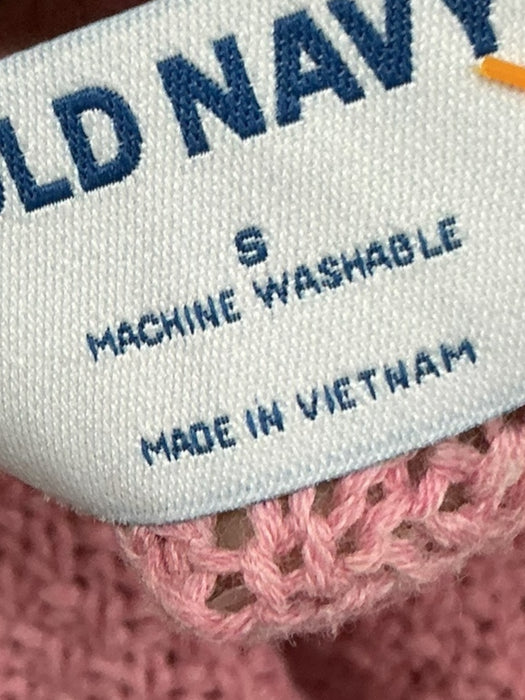 OLD NAVY
S
MACHINE WASHABLE
MADE IN VIETNAM